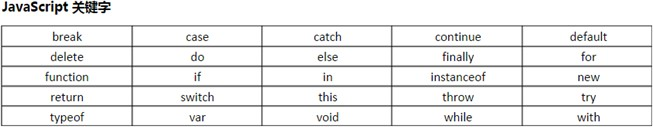 JavaScript 关键字
break case catch continue default
delete do else finally for
function if in instanceof new
return switch this throw try
typeof var void while with